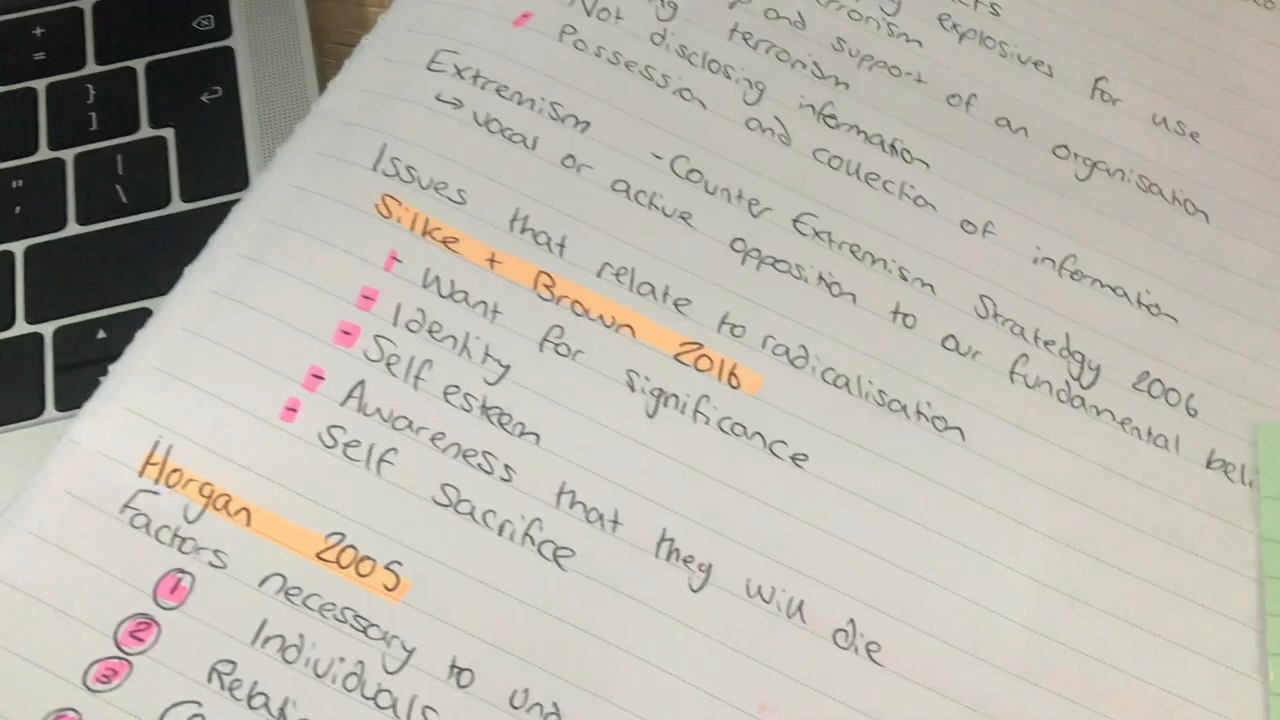 explosives for use
terrorism and support of an organisation
Not disclosing information
Possession and collection of information
Extremism - Counter Extremism Stratedgy 2006
↳ vocal or active opposition to our fundamental
Issues that relate to radicalisation
Silke + Brown 2016
- Want for significance
- Identity
- Self esteem
- Awareness that they will die
- Self sacrifice
Horgan 2005
Factors necessary to
1 Individuals
2
3
+
=
}
]
"
'
|
\